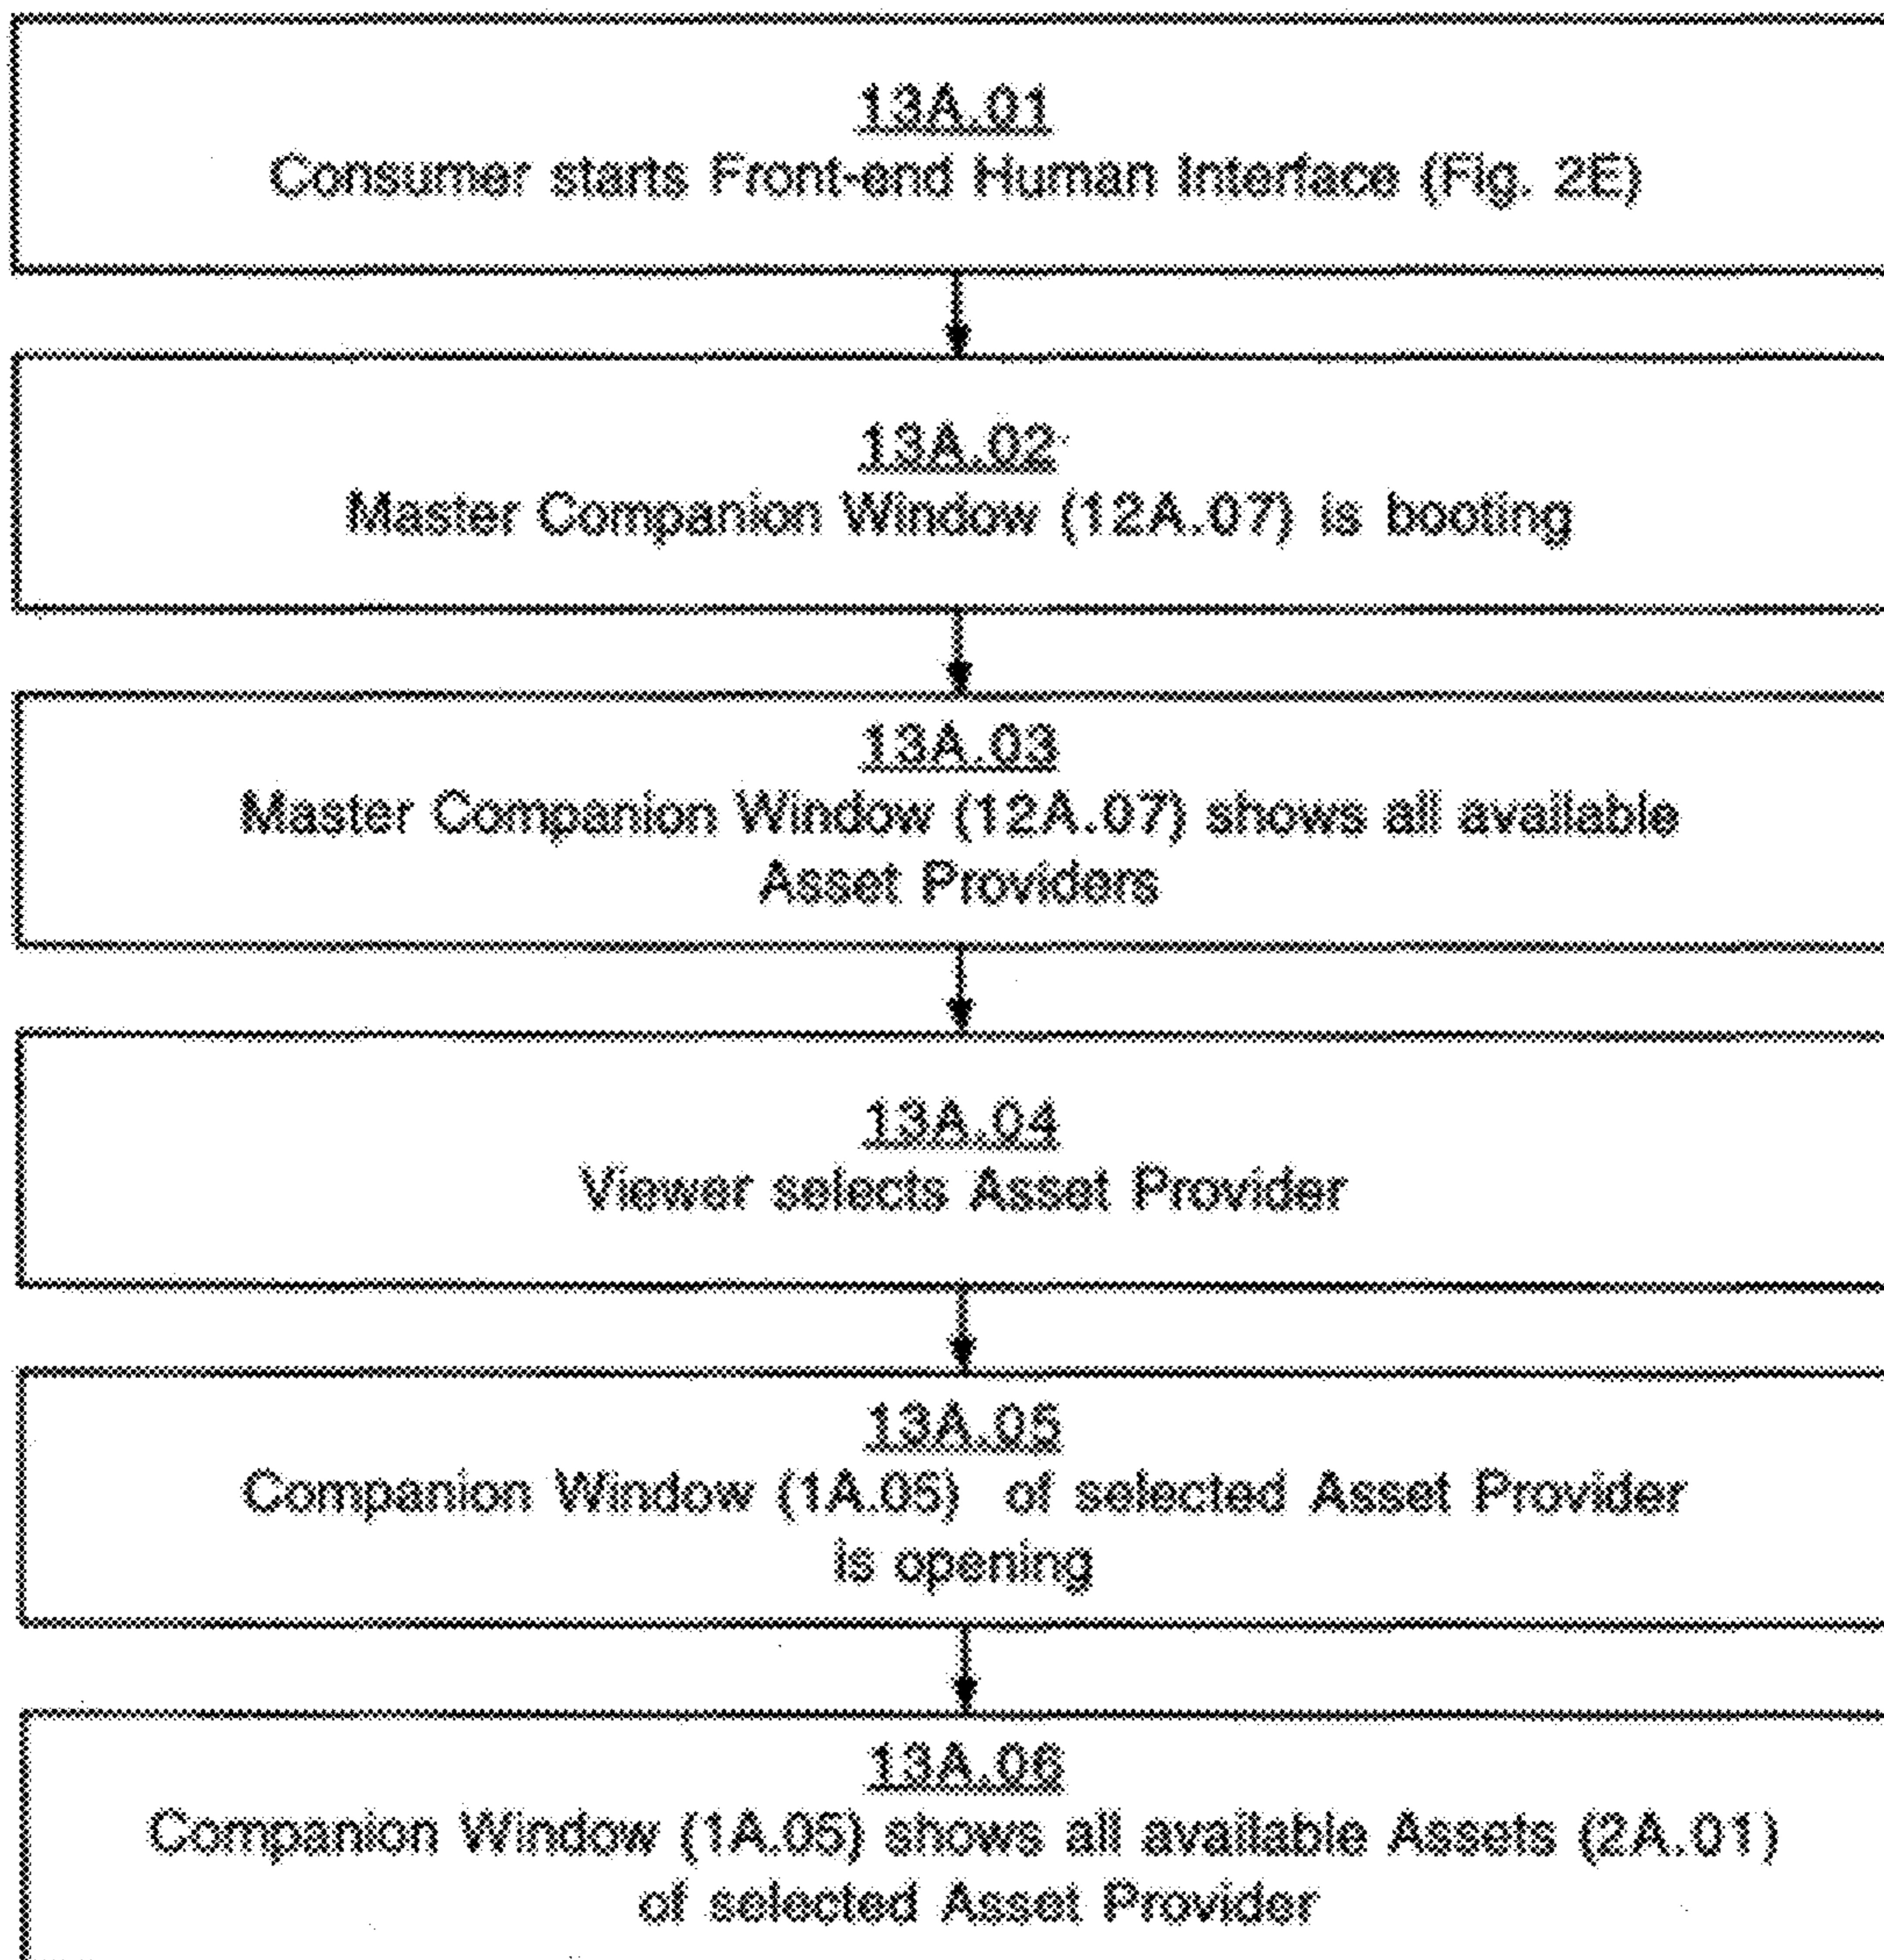 13A.01
Consumer starts Front-end Human Interface (Fig. 2E)
13A.02
Master Companion Window (12A.07) is booting
13A.03
Master Companion Window (12A.07) shows all available
Asset Providers
13A.04
Viewer selects Asset Provider
13A.05
Companion Window (1A.05) of selected Asset Provider
is opening
13A.06
Companion Window (1A.05) shows all available Assets (2A.01)
of selected Asset Provider